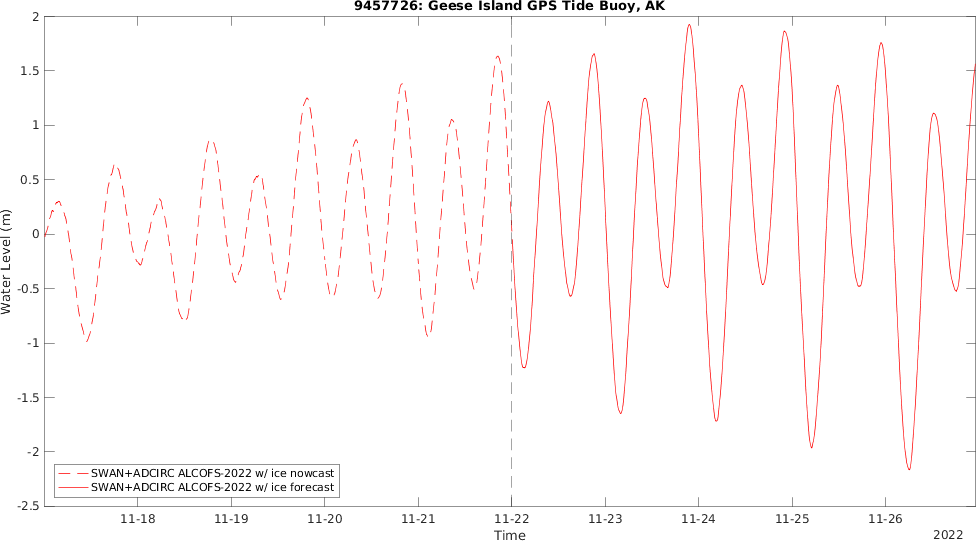 9457726: Geese Island GPS Tide Buoy, AK
2
1.5
1
0.5
0
-0.5
-1
-1.5
-2
-2.5
Water Level (m)
SWAN+ADCIRC ALCOFS-2022 w/ ice nowcast
SWAN+ADCIRC ALCOFS-2022 w/ ice forecast
11-18 11-19 11-20 11-21 11-22 11-23 11-24 11-25 11-26
Time
2022